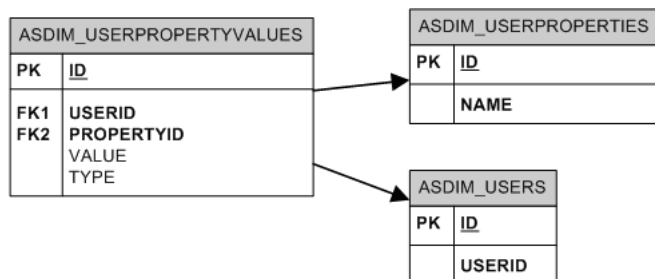 ASDIM_USERPROPERTYVALUES
PK ID
FK1 USERID
FK2 PROPERTYID
VALUE
TYPE
ASDIM_USERPROPERTIES
PK ID
NAME
ASDIM_USERS
PK ID
USERID